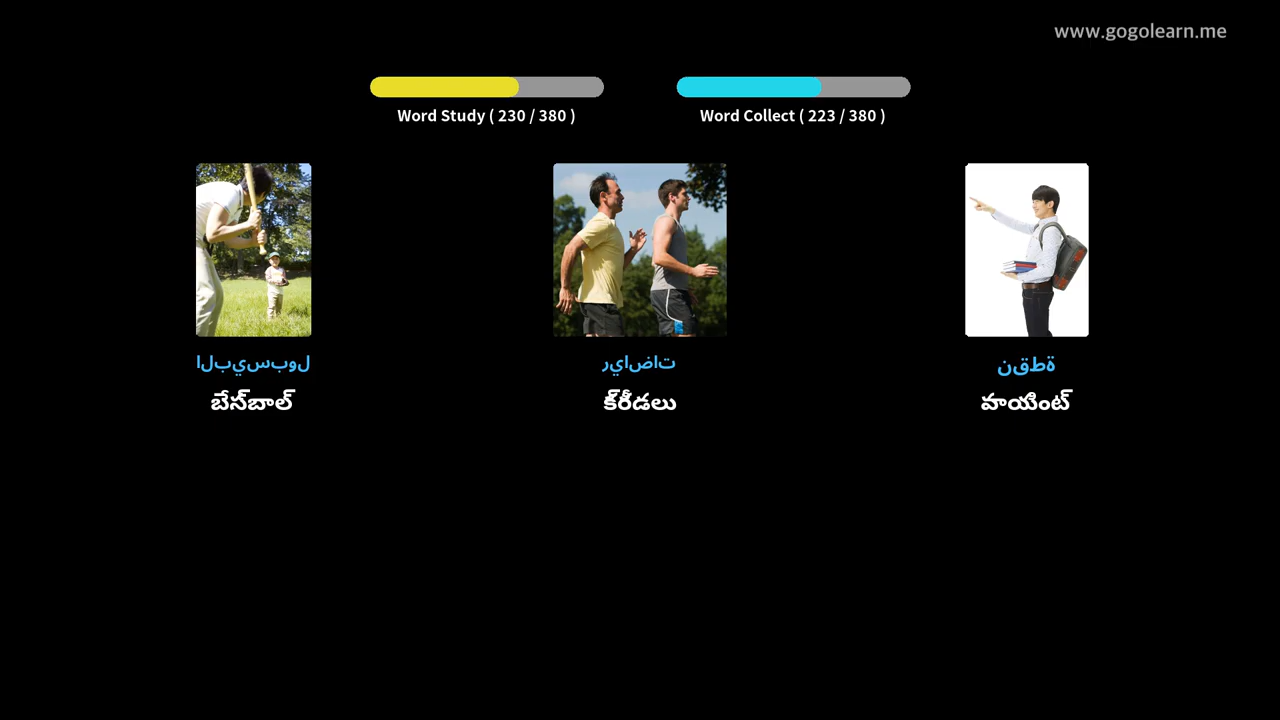 www.gogolearn.me
Word Study ( 230 / 380 )
Word Collect ( 223 / 380 )
البيسبول
బేస్‌బాల్
رياضات
క్రీడలు
نقطة
పాయింట్